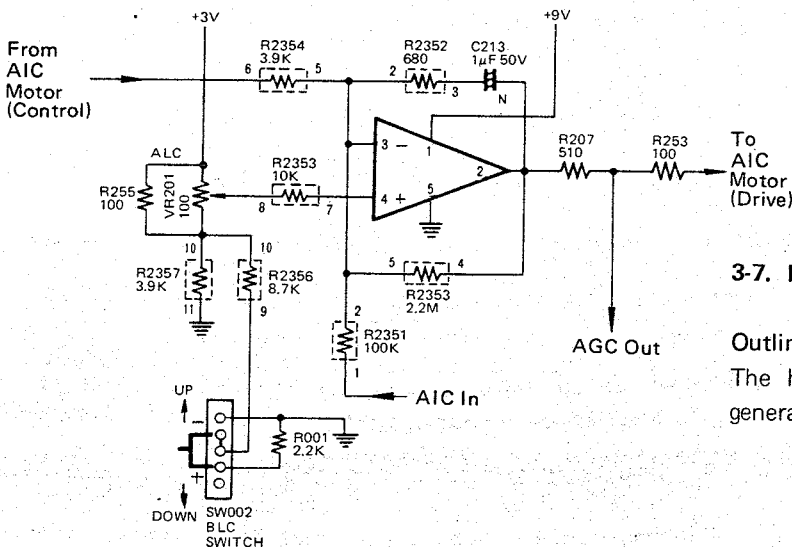 +3V
+9V
From
AIC
Motor
(Control)
R2354
3.9K
6
5
R2352
680
2
3
C213
1μF 50V
N
ALC
R255
100
VR201
100
R2353
10K
8
7
3 −
4 +
1
5
2
R207
510
R253
100
To
AIC
Motor
(Drive)
10
R2357
3.9K
11
10
R2356
8.7K
9
5
4
R2353
2.2M
2
R2351
100K
1
AIC In
AGC Out
3-7.
Outlin
The
genera
UP
−
+
DOWN
R001
2.2K
SW002
BLC
SWITCH